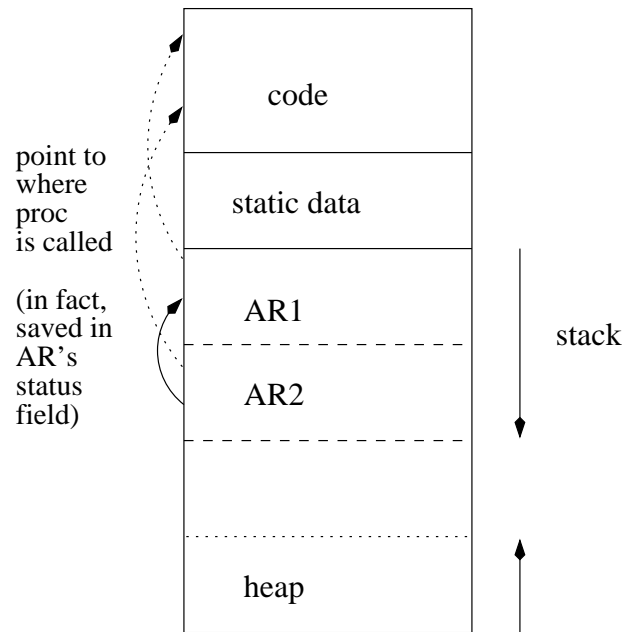 code
point to
where
proc
is called
(in fact,
saved in
AR's
status
field)
static data
AR1
AR2
stack
heap